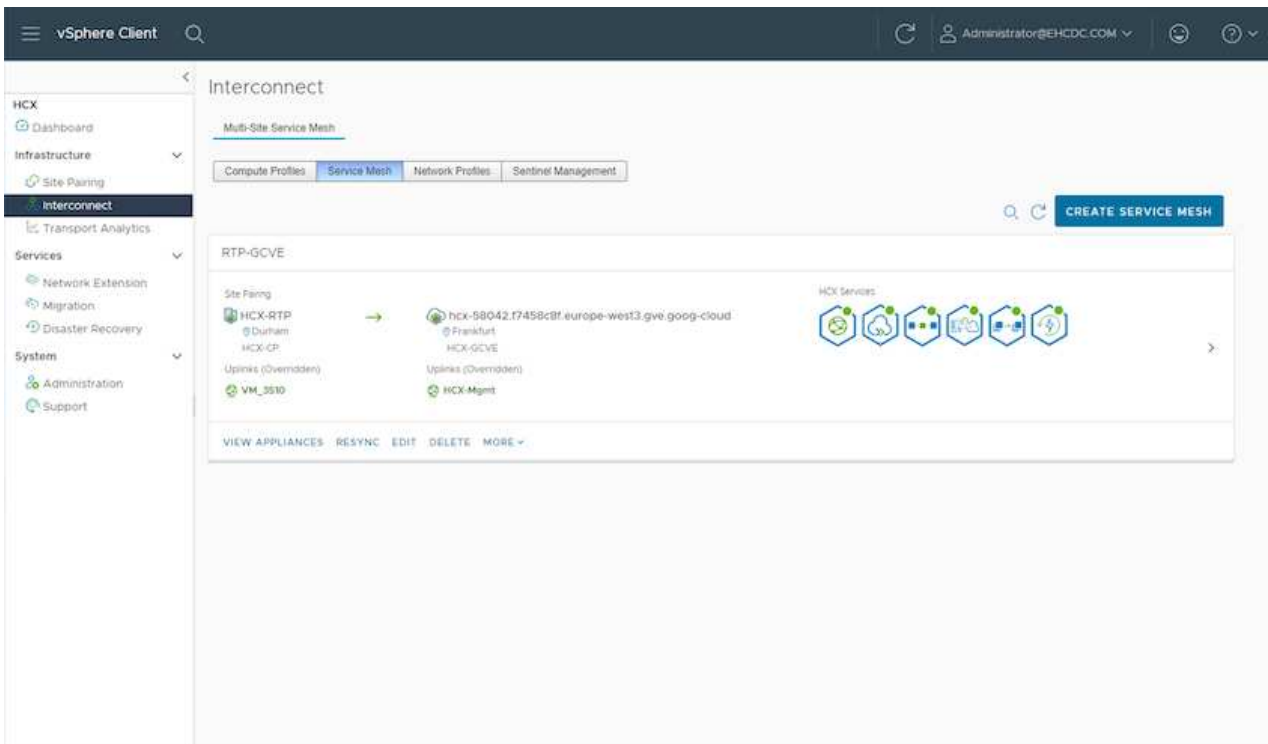 vSphere Client
Administrator@EHCDC.COM
Interconnect
HCX
Dashboard
Infrastructure
Site Pairing
Interconnect
Transport Analytics
Services
Network Extension
Migration
Disaster Recovery
System
Administration
Support
Multi-Site Service Mesh
Compute Profiles Service Mesh Network Profiles Sentinel Management
CREATE SERVICE MESH
RTP-GCVE
Site Pairing
HCX-RTP
Durham
HCX-CP
Uplinks (Overridden)
VM_3510
hcx-58042.f7458c8f.europe-west3.gve.goog-cloud
Frankfurt
HCX-GCVE
Uplinks (Overridden)
HCX-Mgmt
HCX Services
VIEW APPLIANCES RESYNC EDIT DELETE MORE